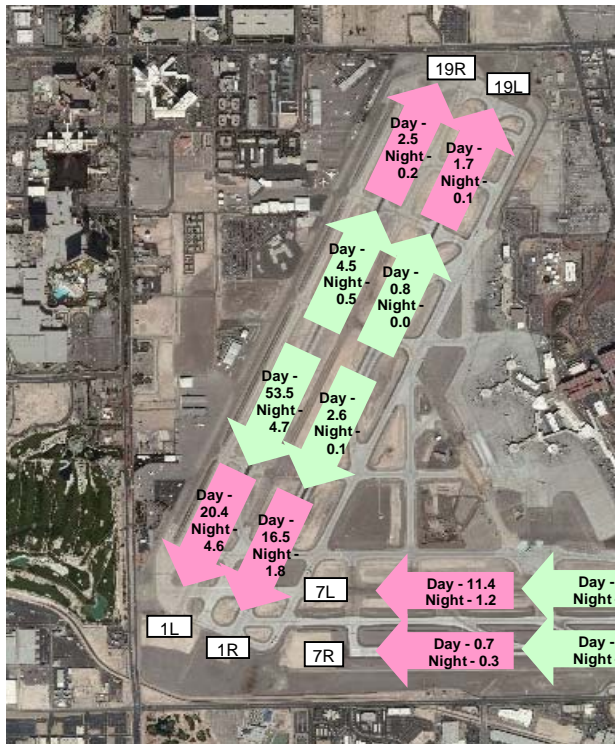 19R
19L
Day -
2.5
Night -
0.2
Day -
1.7
Night -
0.1
Day -
4.5
Night -
0.5
Day -
0.8
Night -
0.0
Day -
53.5
Night -
4.7
Day -
2.6
Night -
0.1
Day -
20.4
Night -
4.6
Day -
16.5
Night -
1.8
7L
Day - 11.4
Night - 1.2
Day -
Night
1L
1R
7R
Day - 0.7
Night - 0.3
Day -
Night